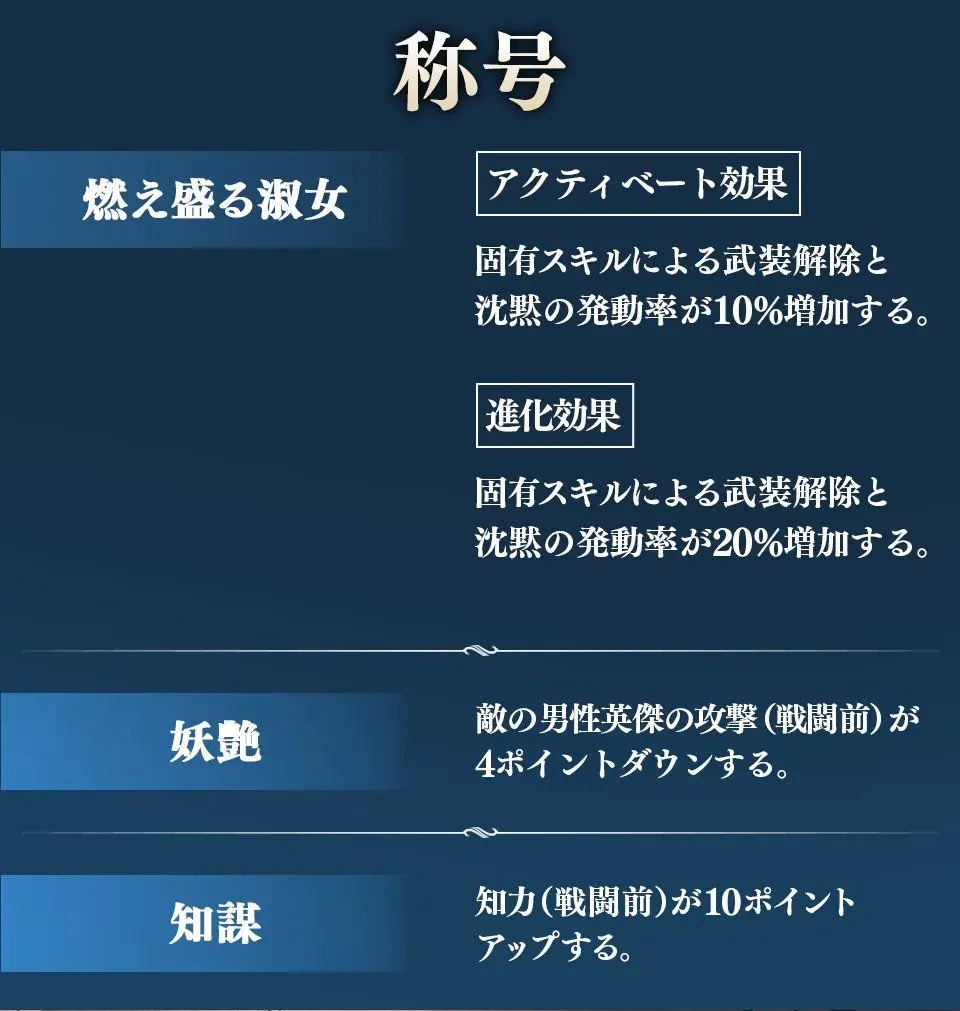 称号
燃え盛る淑女
アクティベート効果
固有スキルによる武装解除と
沈黙の発動率が10%増加する。
進化効果
固有スキルによる武装解除と
沈黙の発動率が20%増加する。
妖艶
敵の男性英傑の攻撃(戦闘前)が
4ポイントダウンする。
知謀
知力(戦闘前)が10ポイント
アップする。